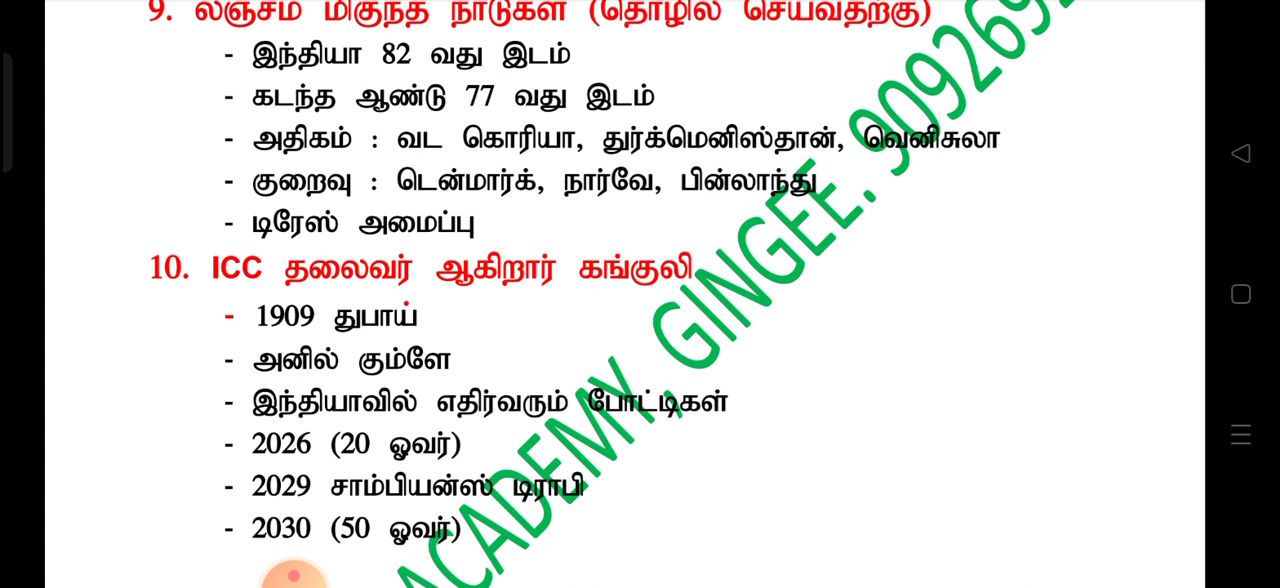 9. லஞ்சம் மிகுந்த நாடுகள் (தொழில் செய்வதற்கு)
- இந்தியா 82 வது இடம்
- கடந்த ஆண்டு 77 வது இடம்
- அதிகம் : வட கொரியா, துர்க்மெனிஸ்தான், வெனிசுலா
- குறைவு : டென்மார்க், நார்வே, பின்லாந்து
- டிரேஸ் அமைப்பு
10. ICC தலைவர் ஆகிறார் கங்குலி
- 1909 துபாய்
- அனில் கும்ளே
- இந்தியாவில் எதிர்வரும் போட்டிகள்
- 2026 (20 ஓவர்)
- 2029 சாம்பியன்ஸ் டிராபி
- 2030 (50 ஓவர்)
ACADEMY, GINGEE. 909269